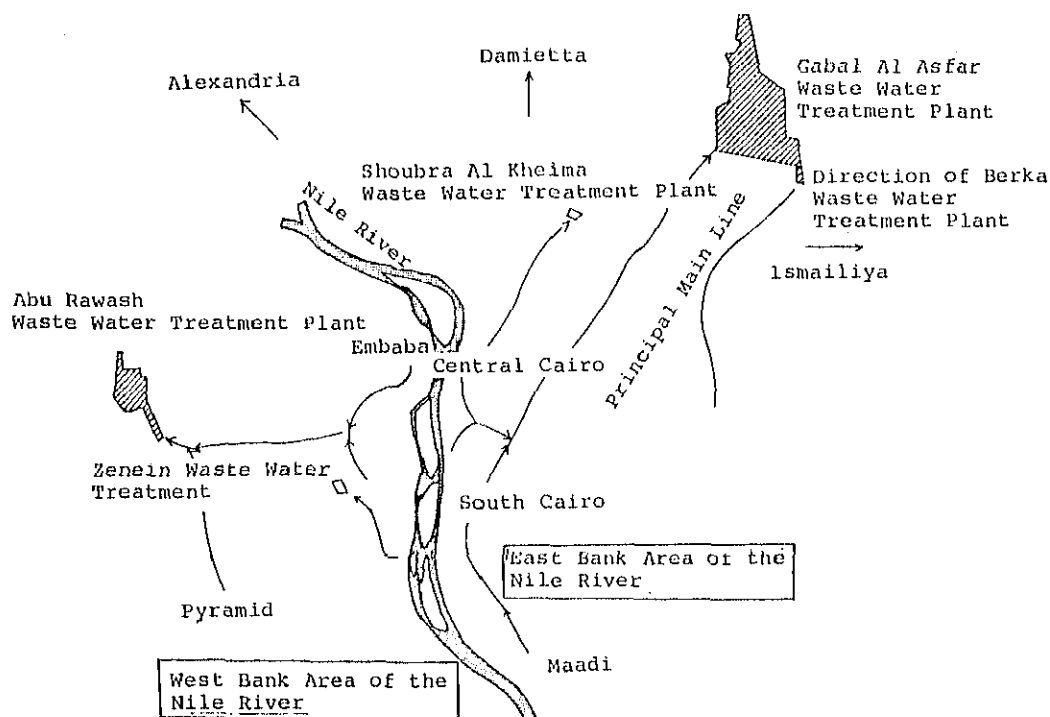 Damietta
Alexandria
Gabal Al Asfar
Waste Water
Treatment Plant
Shoubra Al Kheima
Waste Water Treatment Plant
Direction of Berka
Waste Water
Treatment Plant
Nile River
Principal Main Line
Ismailiya
Abu Rawash
Waste Water Treatment Plant
Embaba
Central Cairo
Zenein Waste Water
Treatment
South Cairo
East Bank Area of the
Nile River
Pyramid
Maadi
West Bank Area of the
Nile River